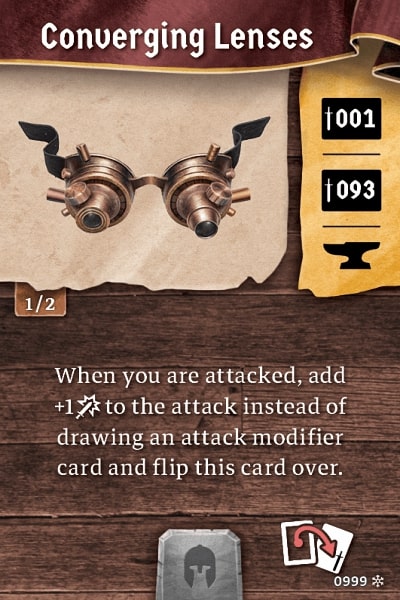 Converging Lenses
001
093
1/2
When you are attacked, add
+1 to the attack instead of
drawing an attack modifier
card and flip this card over.
0999